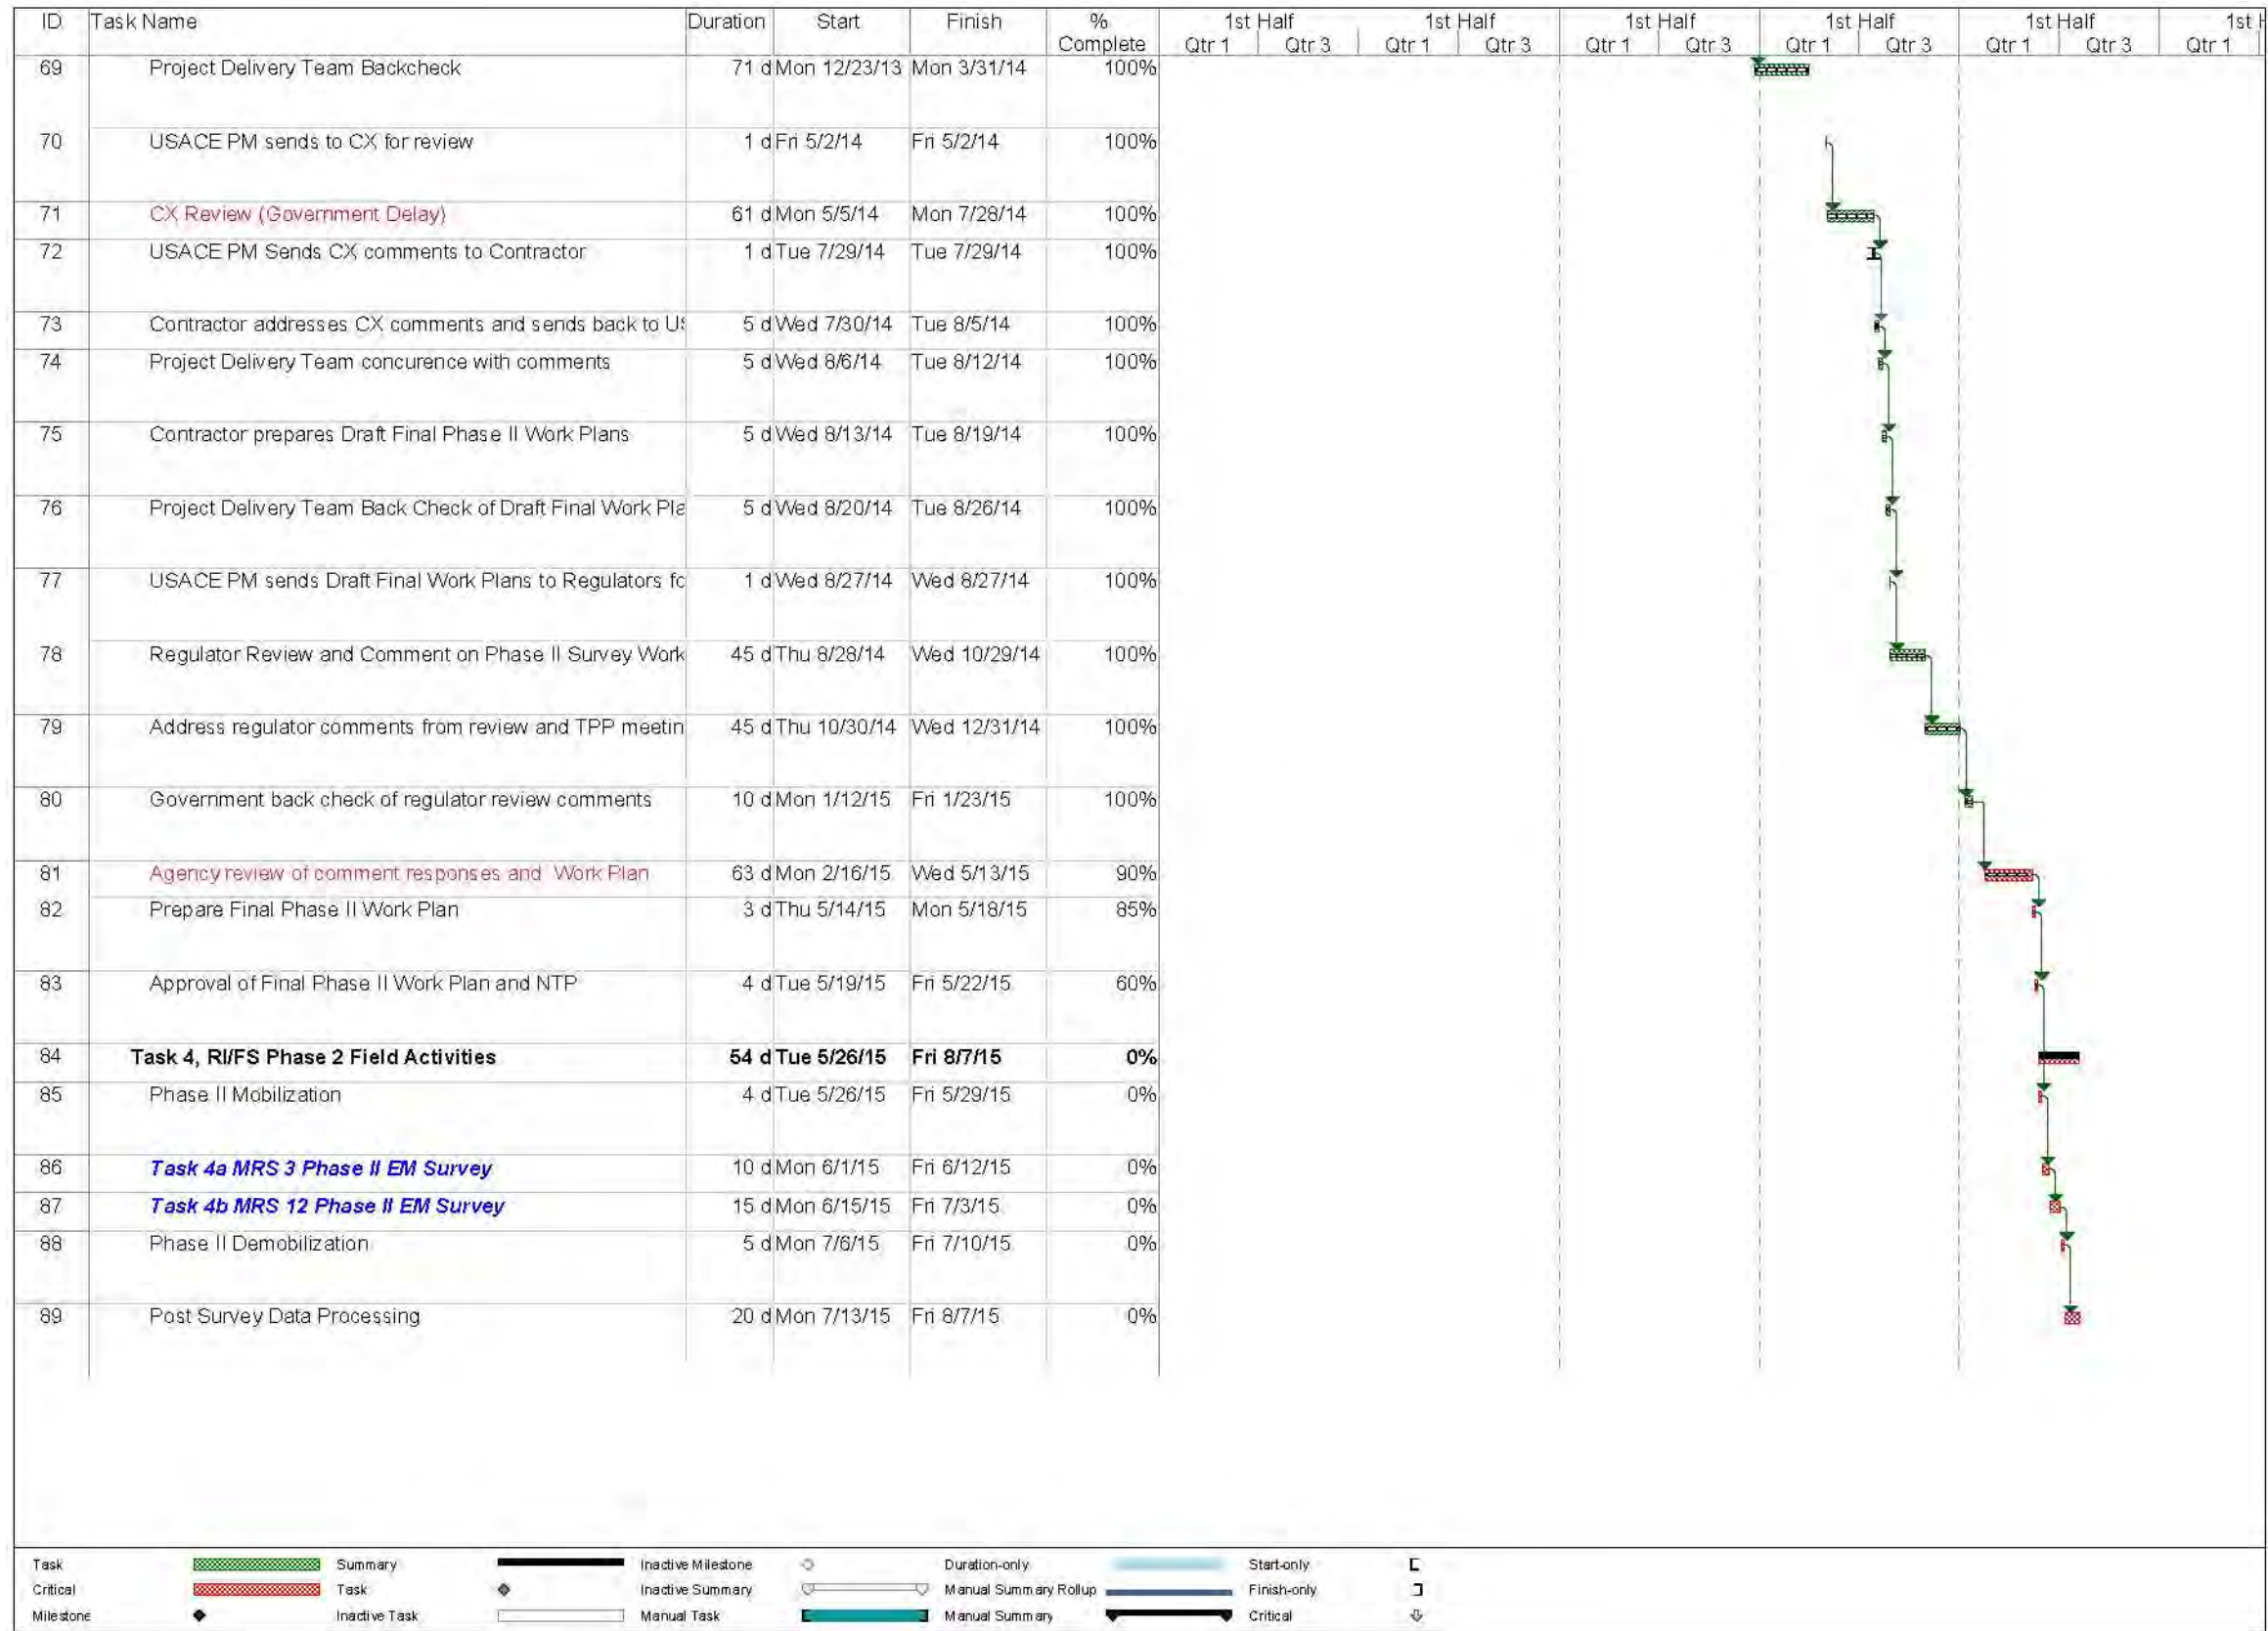 ID Task Name Duration Start Finish % Complete 1st Half 1st Half 1st Half 1st Half 1st Half 1st H
Qtr 1 Qtr 3 Qtr 1 Qtr 3 Qtr 1 Qtr 3 Qtr 1 Qtr 3 Qtr 1 Qtr 3 Qtr 1
69 Project Delivery Team Backcheck 71 d Mon 12/23/13 Mon 3/31/14 100%
70 USACE PM sends to CX for review 1 d Fri 5/2/14 Fri 5/2/14 100%
71 CX Review (Government Delay) 61 d Mon 5/5/14 Mon 7/28/14 100%
72 USACE PM Sends CX comments to Contractor 1 d Tue 7/29/14 Tue 7/29/14 100%
73 Contractor addresses CX comments and sends back to US 5 d Wed 7/30/14 Tue 8/5/14 100%
74 Project Delivery Team concurence with comments 5 d Wed 8/6/14 Tue 8/12/14 100%
75 Contractor prepares Draft Final Phase II Work Plans 5 d Wed 8/13/14 Tue 8/19/14 100%
76 Project Delivery Team Back Check of Draft Final Work Pla 5 d Wed 8/20/14 Tue 8/26/14 100%
77 USACE PM sends Draft Final Work Plans to Regulators fo 1 d Wed 8/27/14 Wed 8/27/14 100%
78 Regulator Review and Comment on Phase II Survey Work 45 d Thu 8/28/14 Wed 10/29/14 100%
79 Address regulator comments from review and TPP meetin 45 d Thu 10/30/14 Wed 12/31/14 100%
80 Government back check of regulator review comments 10 d Mon 1/12/15 Fri 1/23/15 100%
81 Agency review of comment responses and Work Plan 63 d Mon 2/16/15 Wed 5/13/15 90%
82 Prepare Final Phase II Work Plan 3 d Thu 5/14/15 Mon 5/18/15 85%
83 Approval of Final Phase II Work Plan and NTP 4 d Tue 5/19/15 Fri 5/22/15 60%
84 Task 4, RI/FS Phase 2 Field Activities 54 d Tue 5/26/15 Fri 8/7/15 0%
85 Phase II Mobilization 4 d Tue 5/26/15 Fri 5/29/15 0%
86 Task 4a MRS 3 Phase II EM Survey 10 d Mon 6/1/15 Fri 6/12/15 0%
87 Task 4b MRS 12 Phase II EM Survey 15 d Mon 6/15/15 Fri 7/3/15 0%
88 Phase II Demobilization 5 d Mon 7/6/15 Fri 7/10/15 0%
89 Post Survey Data Processing 20 d Mon 7/13/15 Fri 8/7/15 0%
Task Summary Inactive Milestone Duration-only Start-only
Critical Task Inactive Summary Manual Summary Rollup Finish-only
Milestone Inactive Task Manual Task Manual Summary Critical